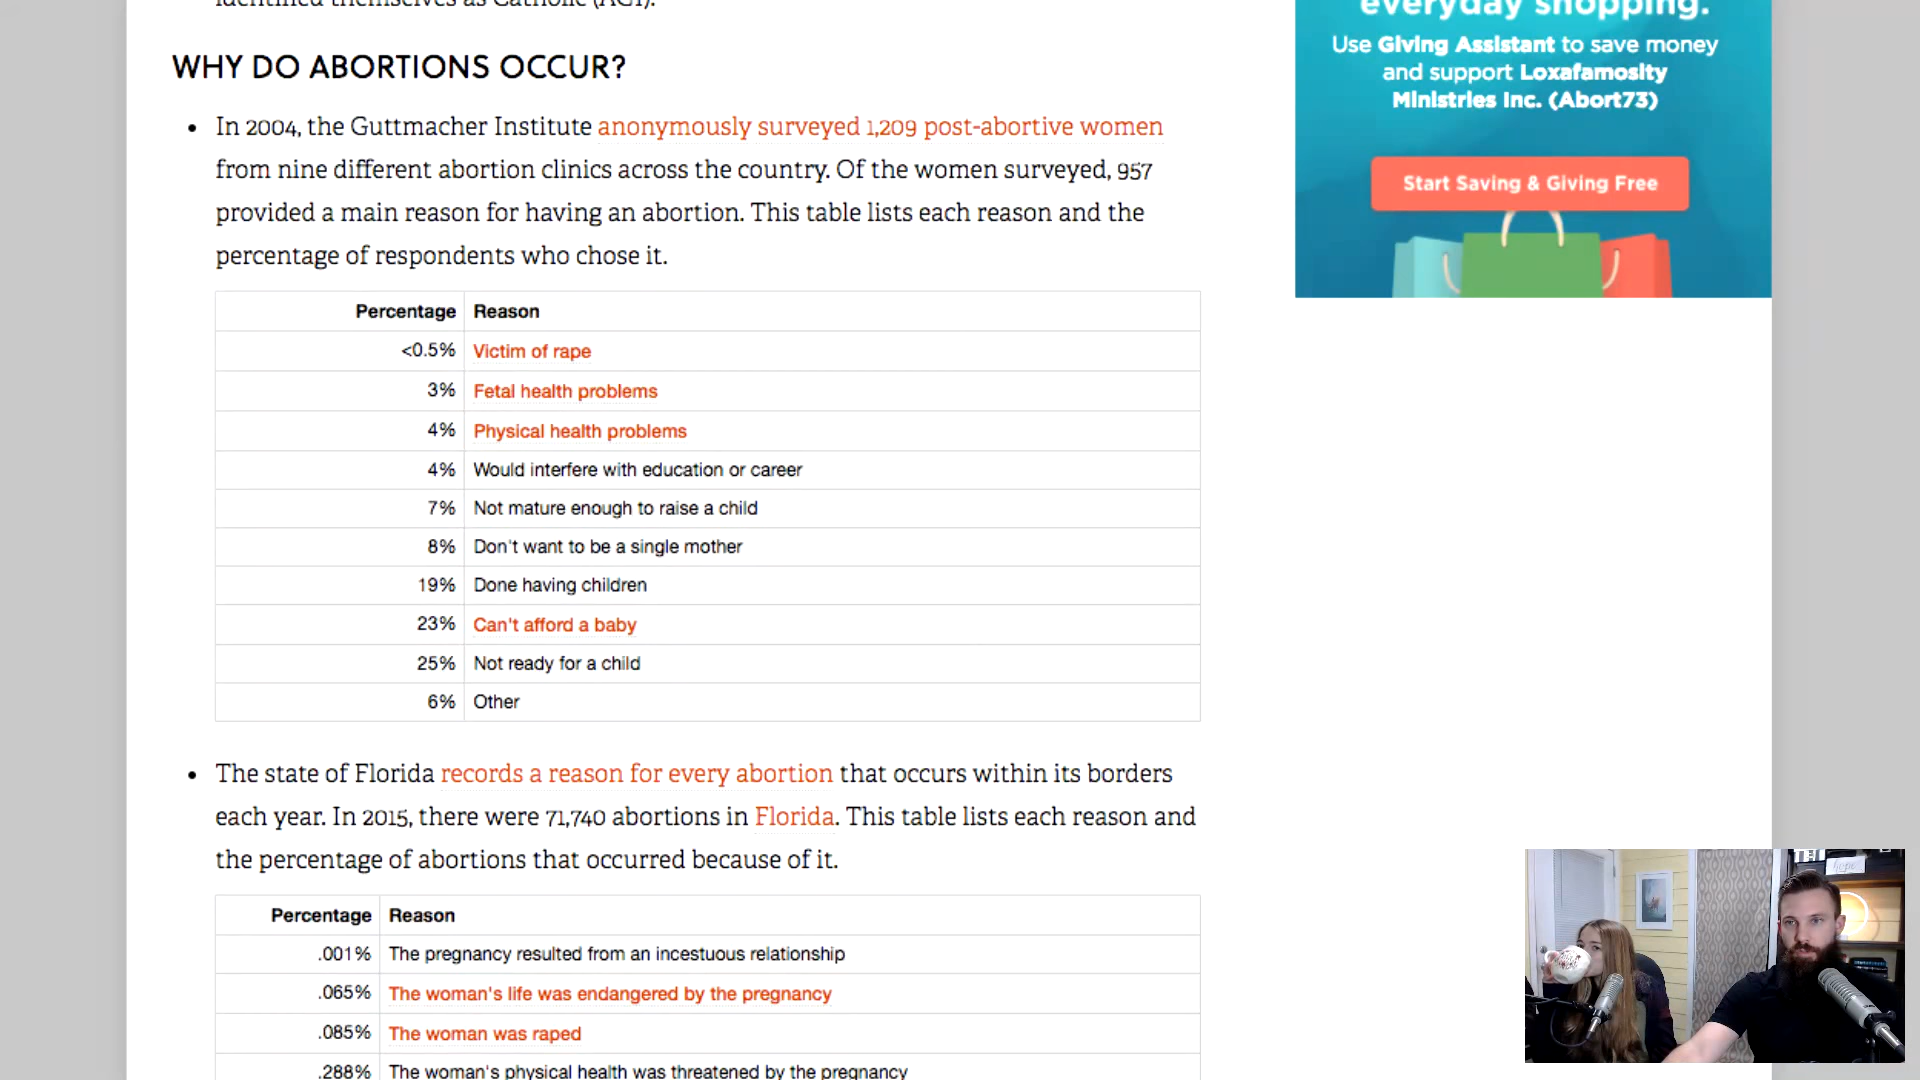 identified themselves as Catholic (AGI).
WHY DO ABORTIONS OCCUR?
• In 2004, the Guttmacher Institute anonymously surveyed 1,209 post-abortive women
from nine different abortion clinics across the country. Of the women surveyed, 957
provided a main reason for having an abortion. This table lists each reason and the
percentage of respondents who chose it.
Percentage Reason
<0.5% Victim of rape
3% Fetal health problems
4% Physical health problems
4% Would interfere with education or career
7% Not mature enough to raise a child
8% Don't want to be a single mother
19% Done having children
23% Can't afford a baby
25% Not ready for a child
6% Other
• The state of Florida records a reason for every abortion that occurs within its borders
each year. In 2015, there were 71,740 abortions in Florida. This table lists each reason and
the percentage of abortions that occurred because of it.
Percentage Reason
.001% The pregnancy resulted from an incestuous relationship
.065% The woman's life was endangered by the pregnancy
.085% The woman was raped
.288% The woman's physical health was threatened by the pregnancy
everyday shopping.
Use Giving Assistant to save money
and support Loxafamosity
Ministries Inc. (Abort73)
Start Saving & Giving Free